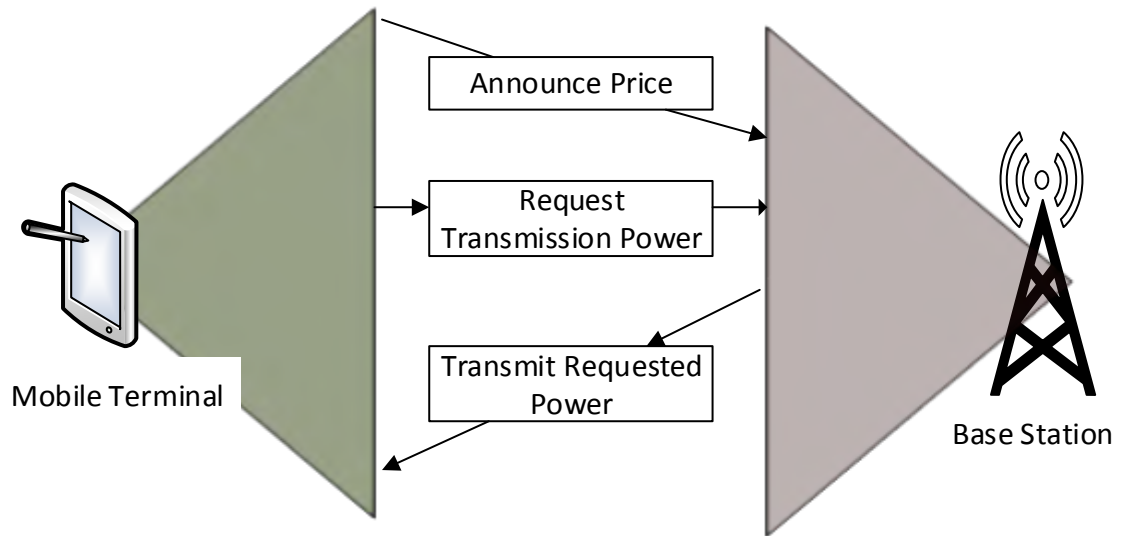 Announce Price
Request
Transmission Power
Transmit Requested
Power
Mobile Terminal
Base Station